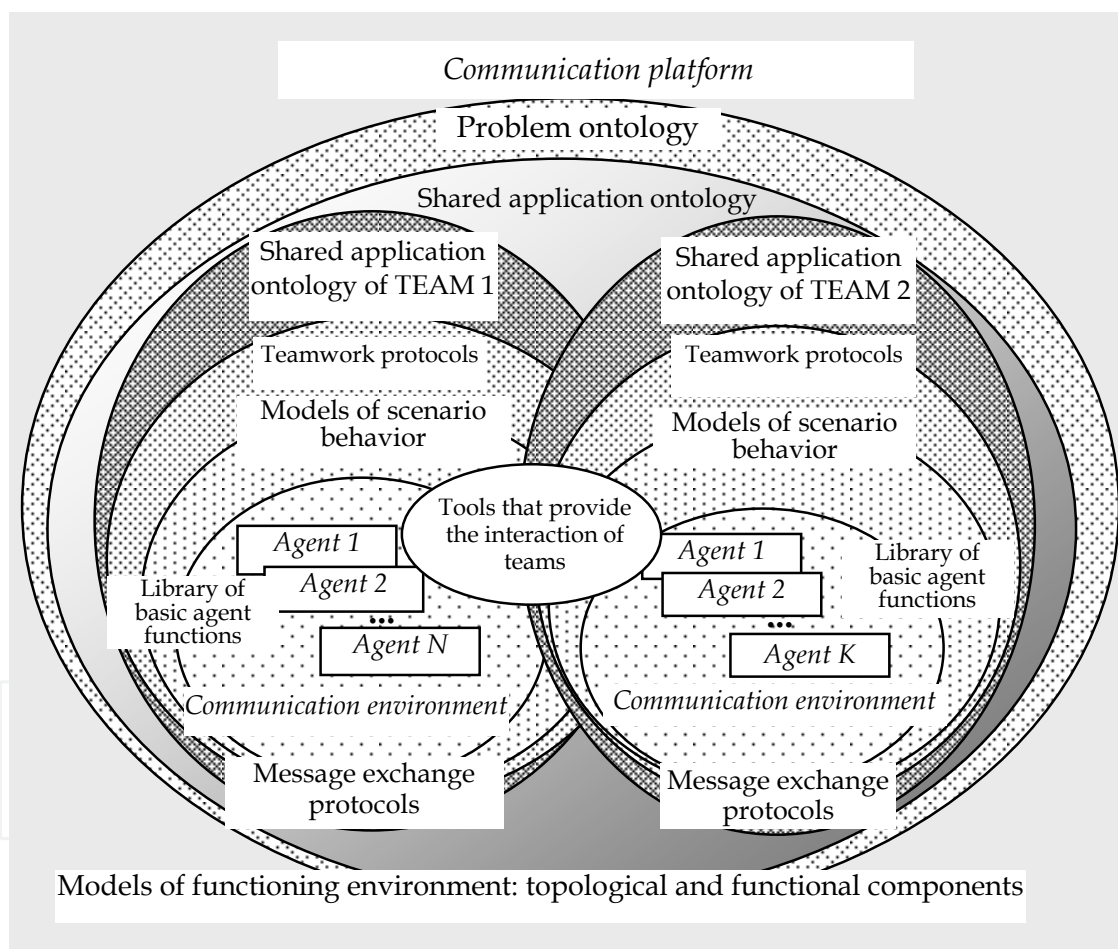 Communication platform
Problem ontology
Shared application ontology
Shared application
ontology of TEAM 1
Teamwork protocols
Models of scenario
behavior
Agent 1
Agent 2
...
Agent N
Library of
basic agent
functions
Communication environment
Message exchange
protocols
Tools that provide
the interaction of
teams
Shared application
ontology of TEAM 2
Teamwork protocols
Models of scenario
behavior
Agent 1
Agent 2
...
Agent K
Library of
basic agent
functions
Communication environment
Message exchange
protocols
Models of functioning environment: topological and functional components